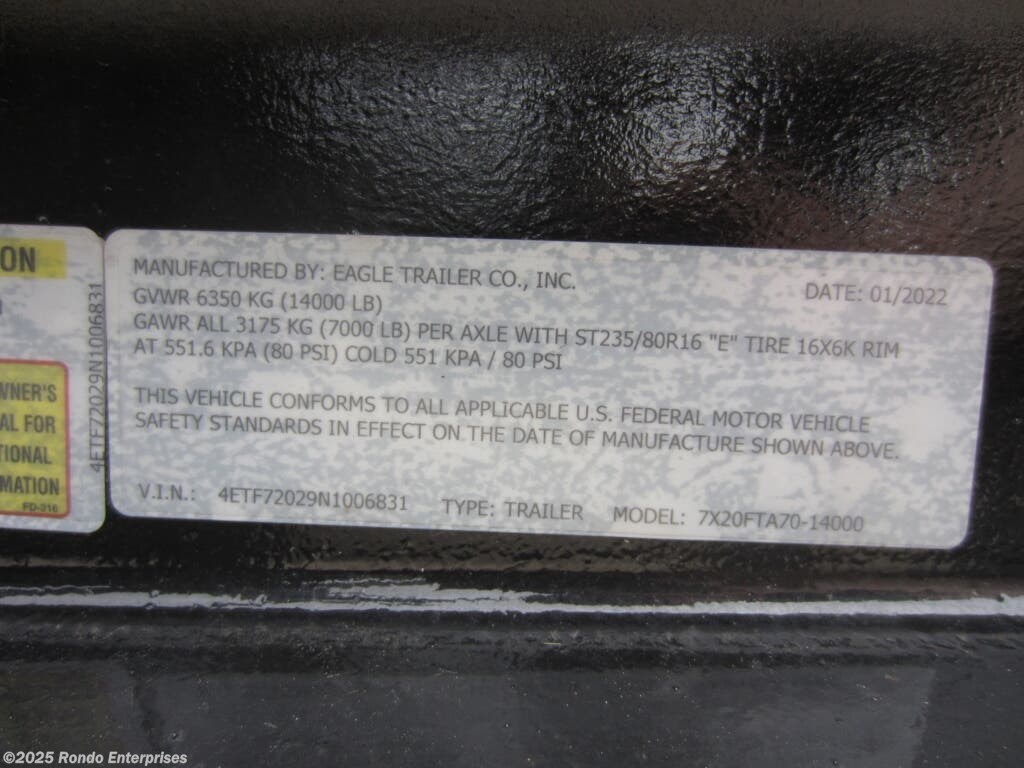 ON
WNER'S
AL FOR
TIONAL
MATION
FD-216
4ETF72029N1006831
MANUFACTURED BY: EAGLE TRAILER CO., INC.
DATE: 01/2022
GVWR 6350 KG (14000 LB)
GAWR ALL 3175 KG (7000 LB) PER AXLE WITH ST235/80R16 "E" TIRE 16X6K RIM
AT 551.6 KPA (80 PSI) COLD 551 KPA / 80 PSI
THIS VEHICLE CONFORMS TO ALL APPLICABLE U.S. FEDERAL MOTOR VEHICLE
SAFETY STANDARDS IN EFFECT ON THE DATE OF MANUFACTURE SHOWN ABOVE.
V.I.N.: 4ETF72029N1006831 TYPE: TRAILER MODEL: 7X20FTA70-14000
©2025 Rondo Enterprises